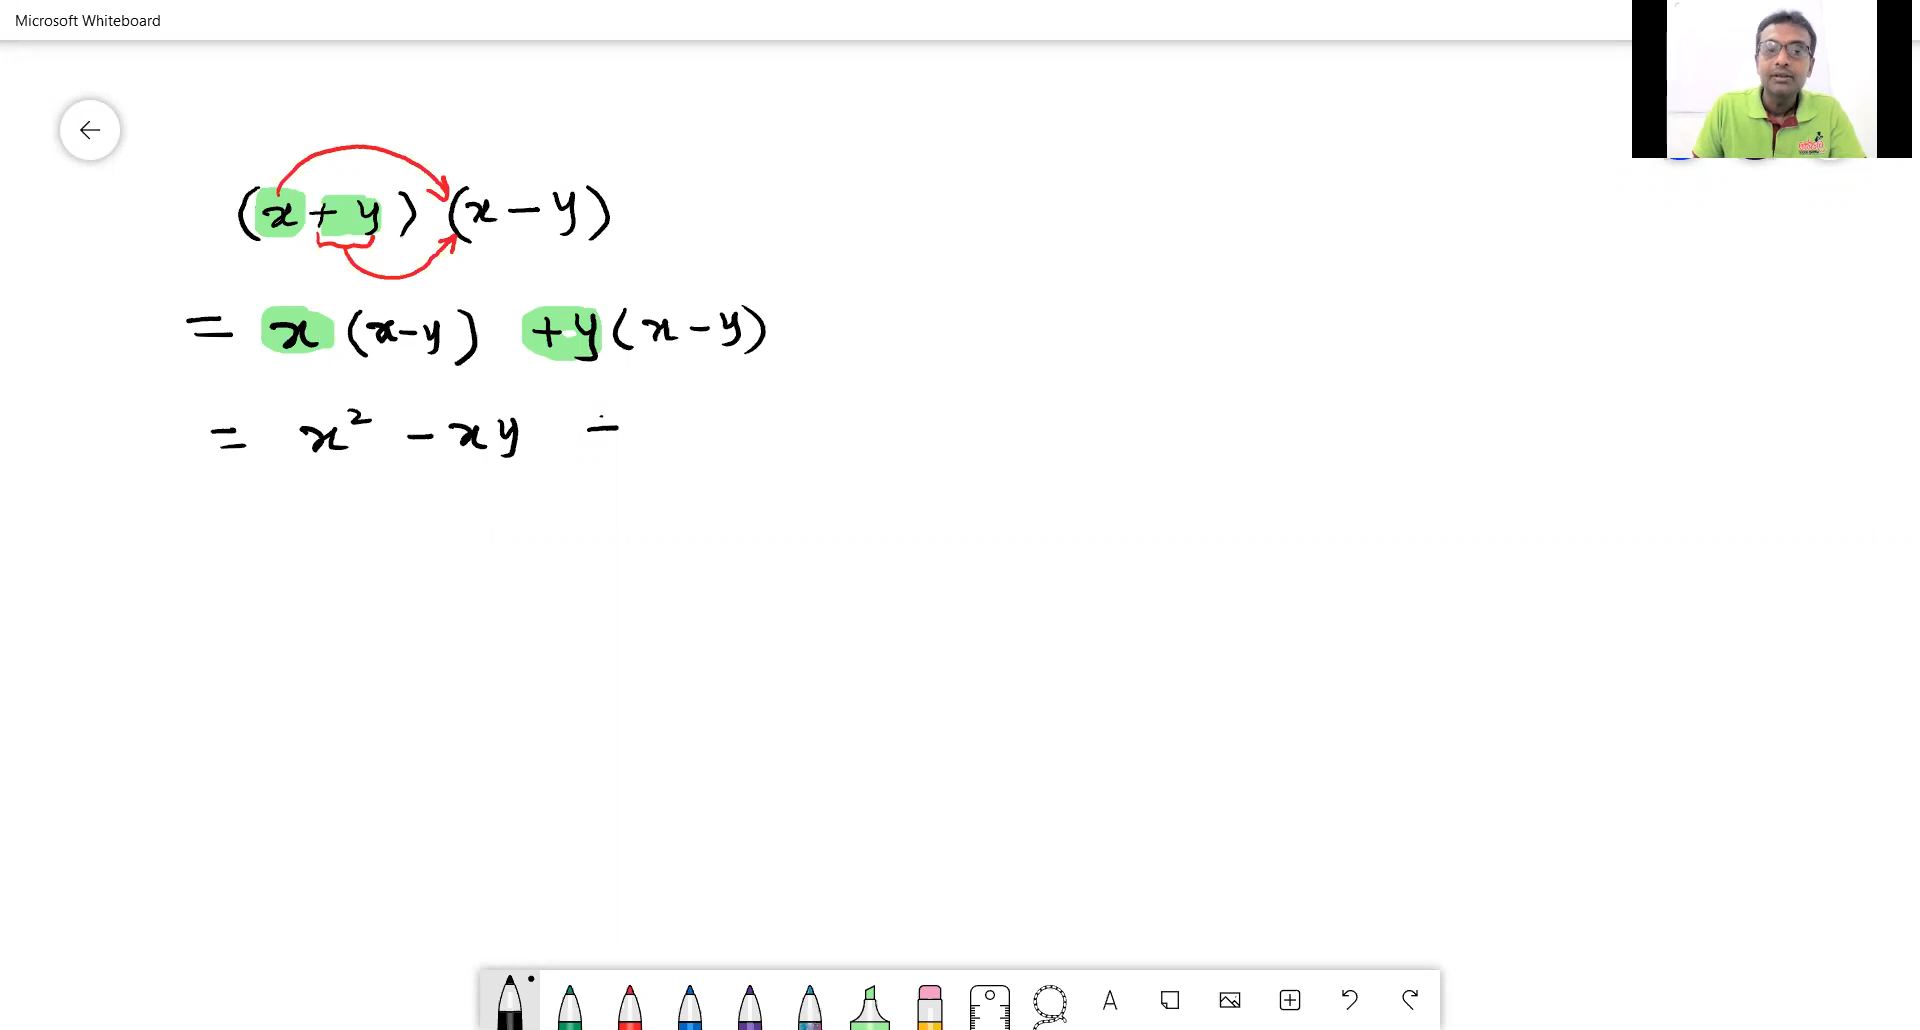 Microsoft Whiteboard
(x + y) (x - y)
= x (x-y) +y (x - y)
= x² - xy